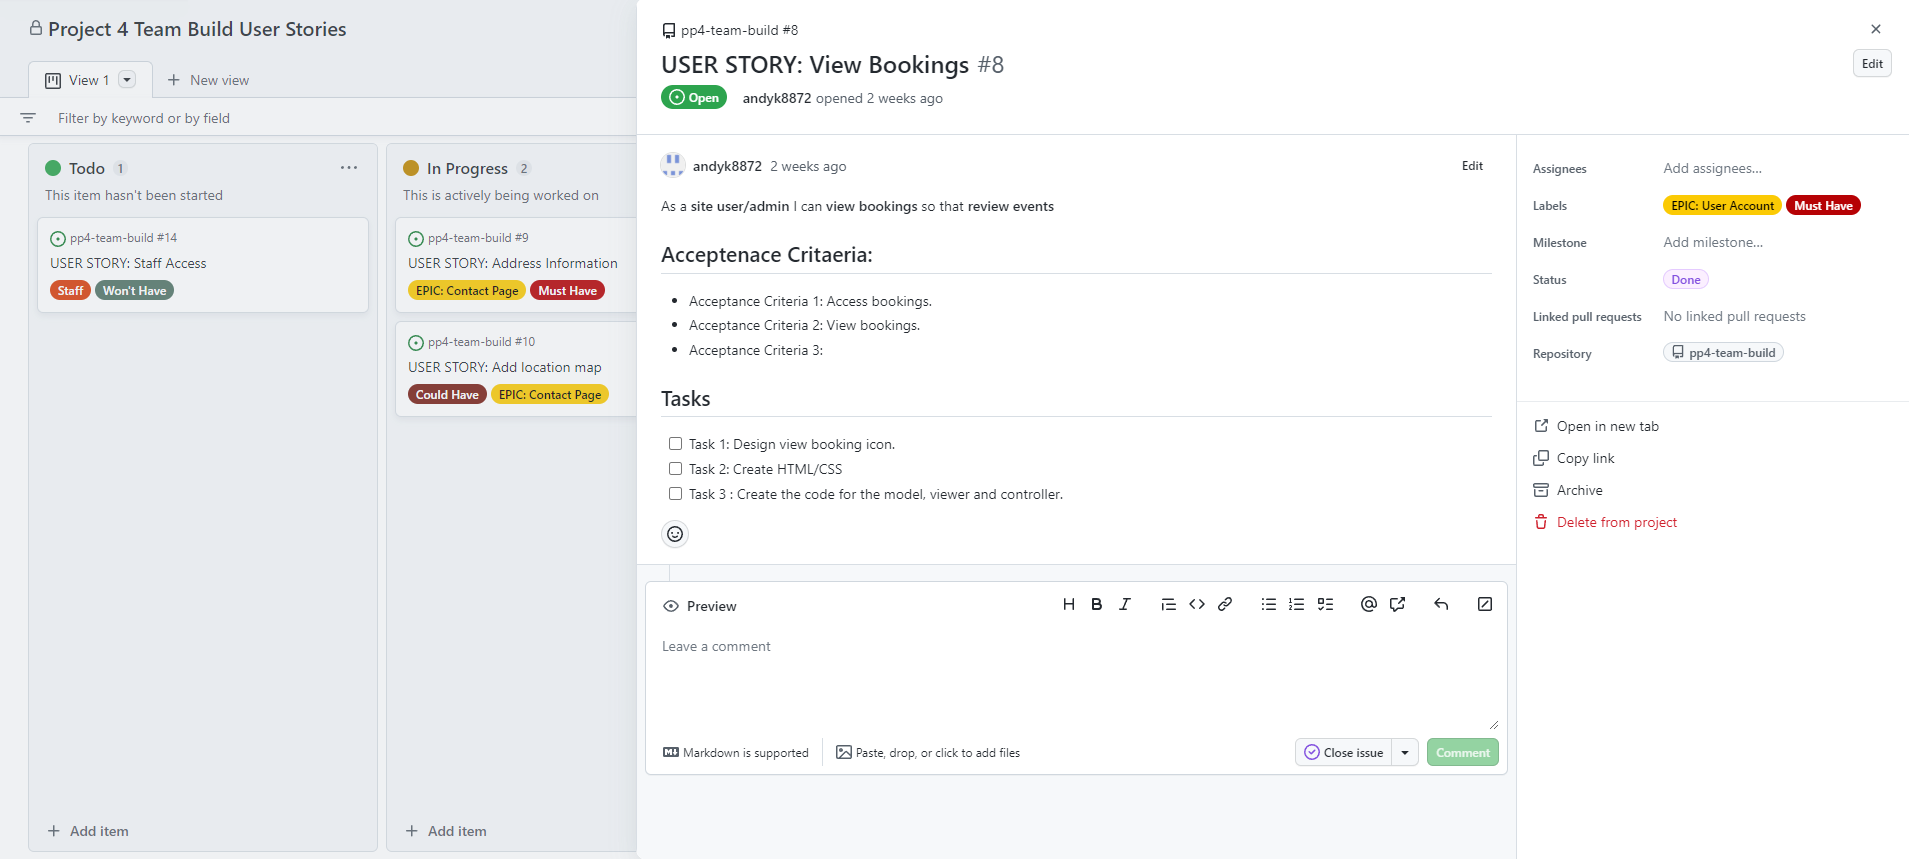 Project 4 Team Build User Stories
View 1
New view
Filter by keyword or by field
Todo 1
This item hasn't been started
pp4-team-build #14
USER STORY: Staff Access
Staff Won't Have
Add item
In Progress 2
This is actively being worked on
pp4-team-build #9
USER STORY: Address Information
EPIC: Contact Page Must Have
pp4-team-build #10
USER STORY: Add location map
Could Have EPIC: Contact Page
Add item
pp4-team-build #8
USER STORY: View Bookings #8
Edit
Open andyk8872 opened 2 weeks ago
andyk8872 2 weeks ago
Edit
As a site user/admin I can view bookings so that review events
Acceptenace Critaeria:
Acceptance Criteria 1: Access bookings.
Acceptance Criteria 2: View bookings.
Acceptance Criteria 3:
Tasks
Task 1: Design view booking icon.
Task 2: Create HTML/CSS
Task 3 : Create the code for the model, viewer and controller.
Preview
Leave a comment
Markdown is supported
Paste, drop, or click to add files
Close issue
Comment
Assignees Add assignees...
Labels EPIC: User Account Must Have
Milestone Add milestone...
Status Done
Linked pull requests No linked pull requests
Repository pp4-team-build
Open in new tab
Copy link
Archive
Delete from project